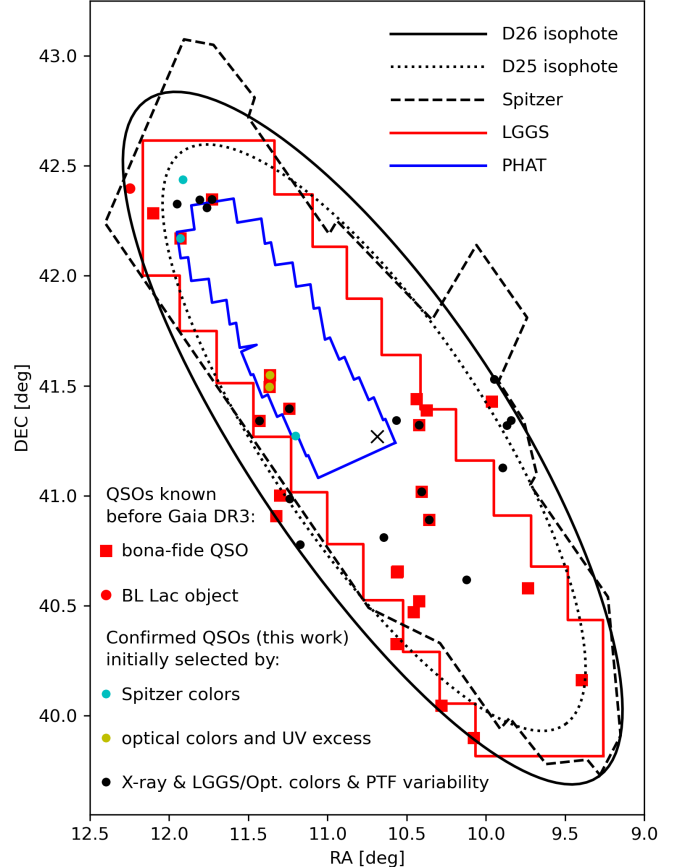 D26 isophote
D25 isophote
Spitzer
LGGS
PHAT
43.0
42.5
42.0
41.5
41.0
40.5
40.0
DEC [deg]
QSOs known
before Gaia DR3:
bona-fide QSO
BL Lac object
Confirmed QSOs (this work)
initially selected by:
Spitzer colors
optical colors and UV excess
X-ray & LGGS/Opt. colors & PTF variability
12.5 12.0 11.5 11.0 10.5 10.0 9.5 9.0
RA [deg]